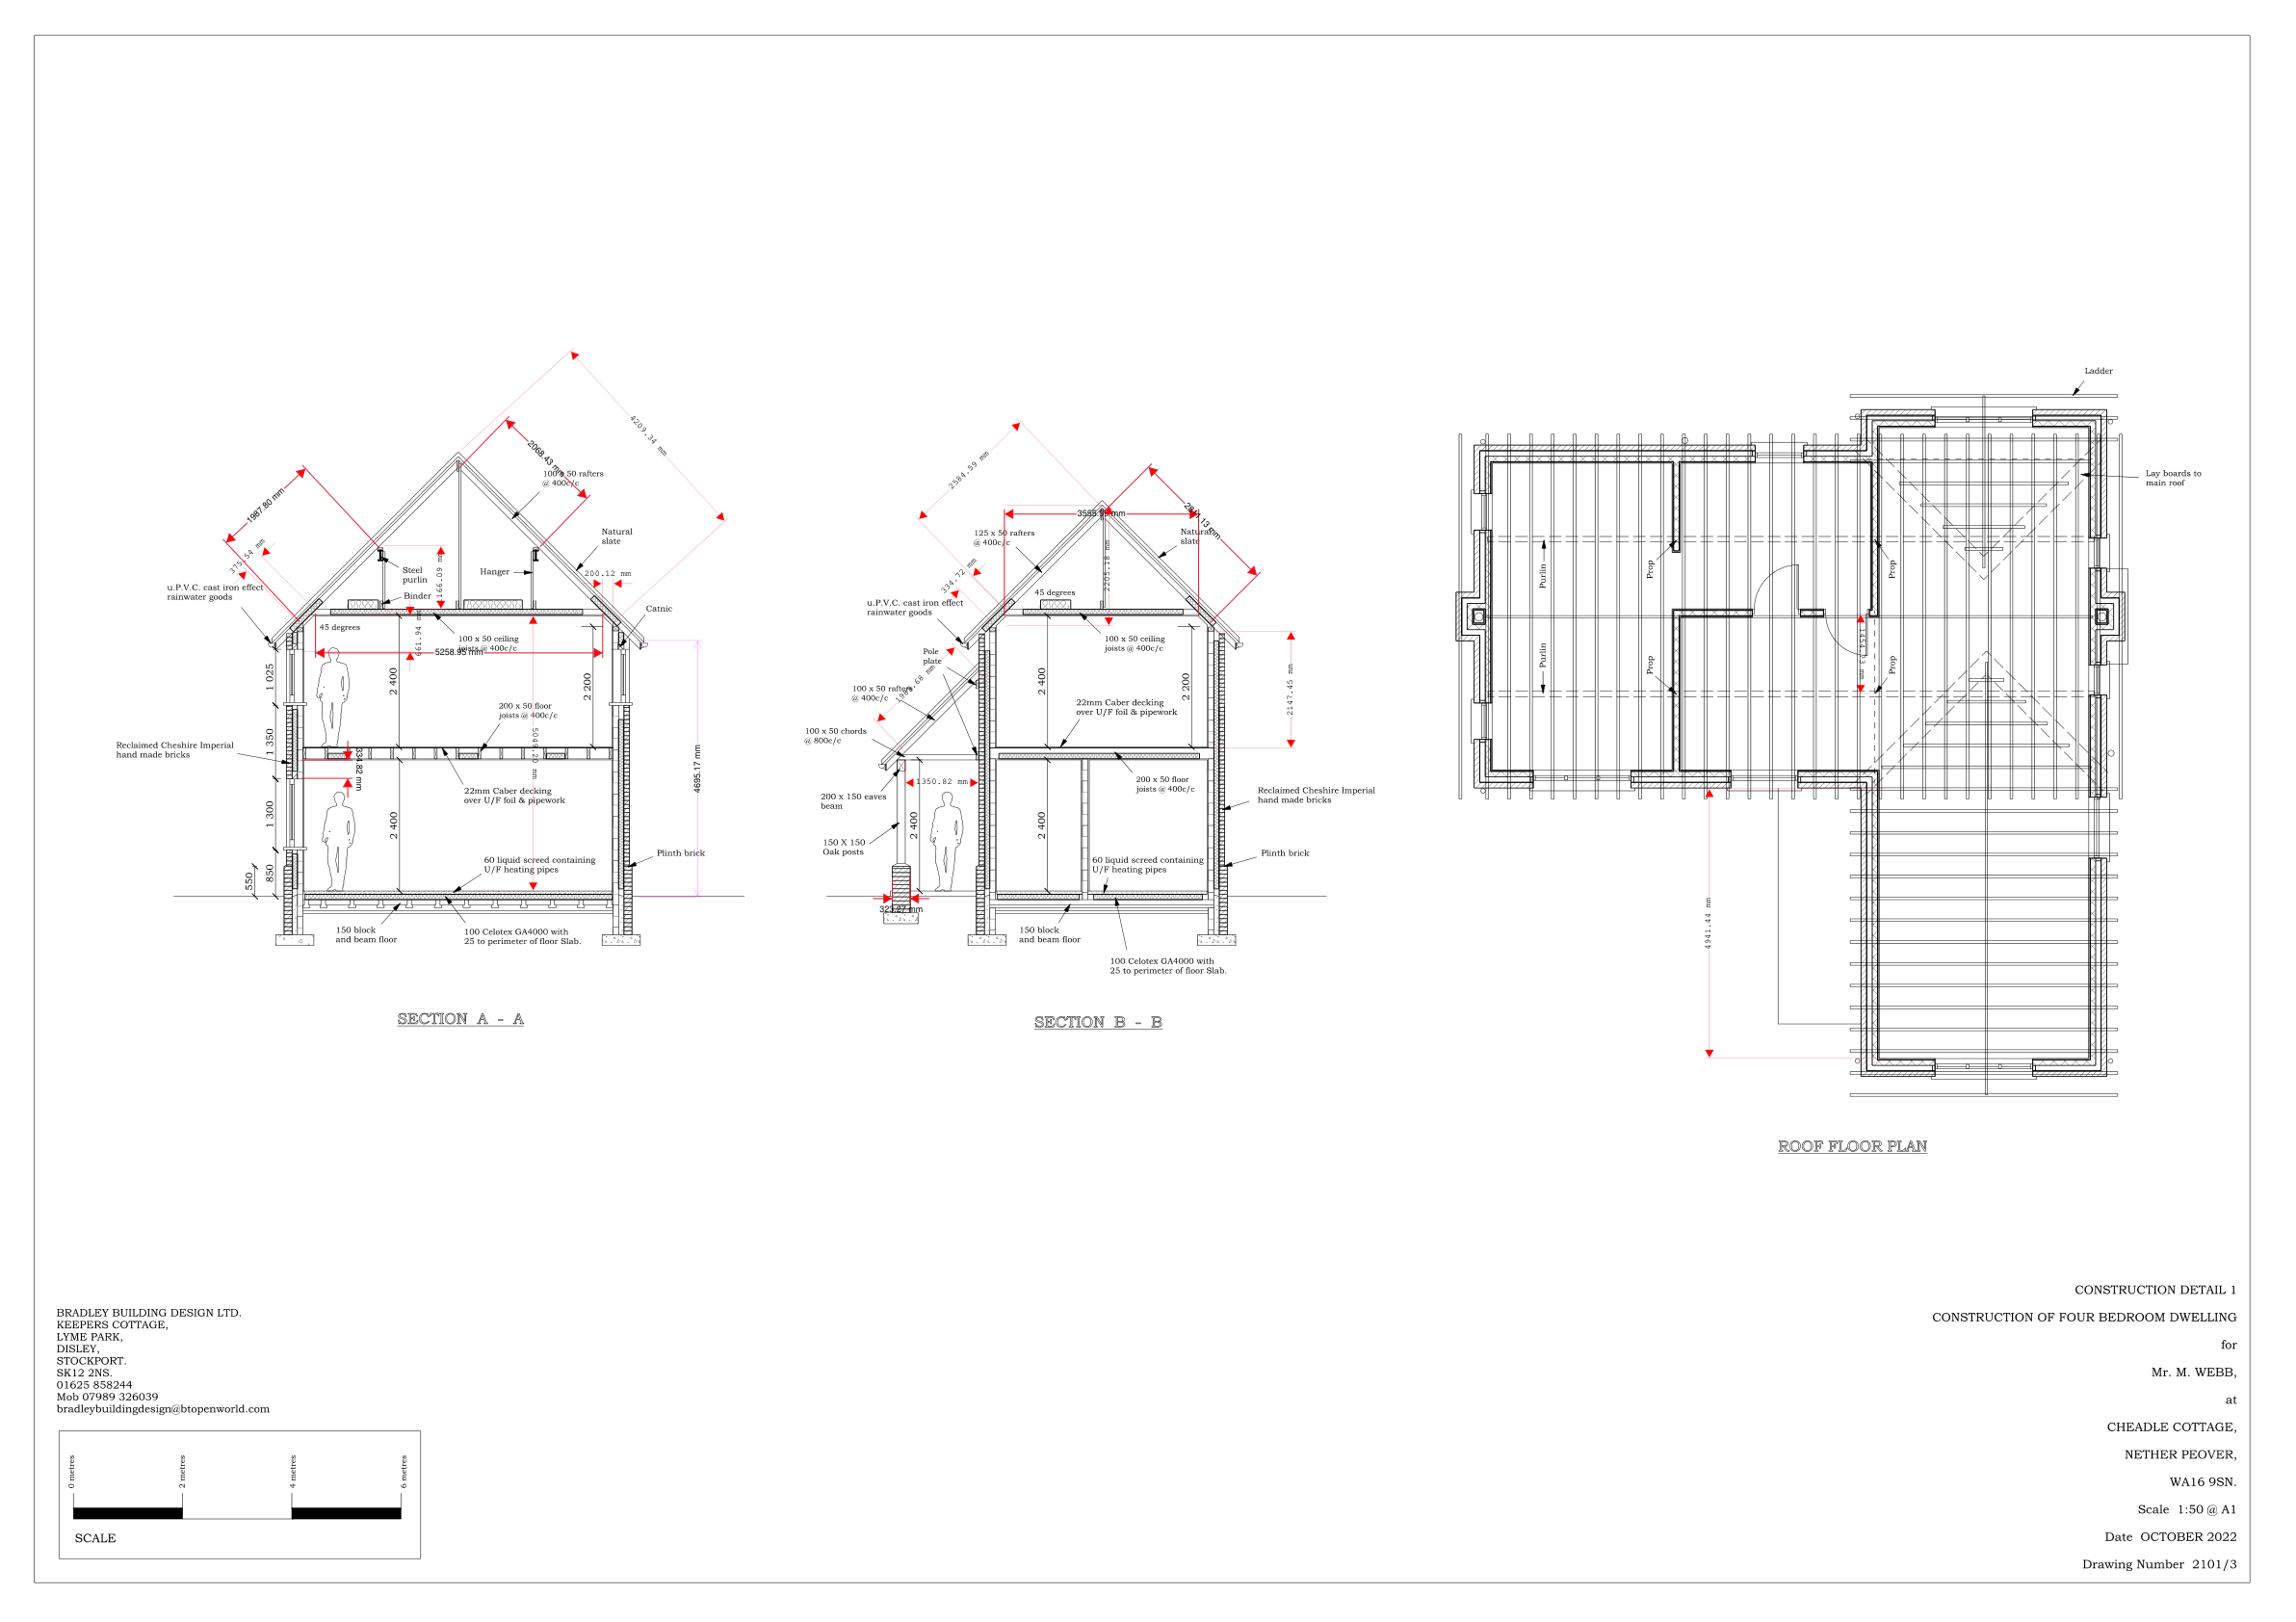 4209.34 mm
2068.43 mm
100 x 50 rafters
@ 400c/c
1987.80 mm
375.54 mm
Natural
slate
Steel
purlin
Hanger
1166.09 mm
200.12 mm
u.P.V.C. cast iron effect
rainwater goods
Binder
Catnic
661.94 mm
45 degrees
100 x 50 ceiling
joists @ 400c/c
5258.95 mm
1 025
2 400
2 200
200 x 50 floor
joists @ 400c/c
5049.20 mm
Reclaimed Cheshire Imperial
hand made bricks
1 350
334.82 mm
4695.17 mm
22mm Caber decking
over U/F foil & pipework
1 300
2 400
850
550
60 liquid screed containing
U/F heating pipes
Plinth brick
150 block
and beam floor
100 Celotex GA4000 with
25 to perimeter of floor Slab.
SECTION A - A
2584.59 mm
125 x 50 rafters
@ 400c/c
Natural
slate
2205.18 mm
334.72 mm
45 degrees
u.P.V.C. cast iron effect
rainwater goods
100 x 50 ceiling
joists @ 400c/c
Pole
plate
100 x 50 rafters
@ 400c/c
2 400
2 200
2147.45 mm
22mm Caber decking
over U/F foil & pipework
100 x 50 chords
@ 800c/c
1350.82 mm
200 x 50 floor
joists @ 400c/c
200 x 150 eaves
beam
Reclaimed Cheshire Imperial
hand made bricks
2 400
2 400
150 X 150
Oak posts
60 liquid screed containing
U/F heating pipes
Plinth brick
323.27 mm
150 block
and beam floor
100 Celotex GA4000 with
25 to perimeter of floor Slab.
SECTION B - B
Ladder
Lay boards to
main roof
Purlin
Prop
Prop
Purlin
Prop
Prop
4941.44 mm
ROOF FLOOR PLAN
BRADLEY BUILDING DESIGN LTD.
KEEPERS COTTAGE,
LYME PARK,
DISLEY,
STOCKPORT.
SK12 2NS.
01625 858244
Mob 07989 326039
bradleybuildingdesign@btopenworld.com
0 metres
2 metres
4 metres
6 metres
SCALE
CONSTRUCTION DETAIL 1
CONSTRUCTION OF FOUR BEDROOM DWELLING
for
Mr. M. WEBB,
at
CHEADLE COTTAGE,
NETHER PEOVER,
WA16 9SN.
Scale 1:50 @ A1
Date OCTOBER 2022
Drawing Number 2101/3